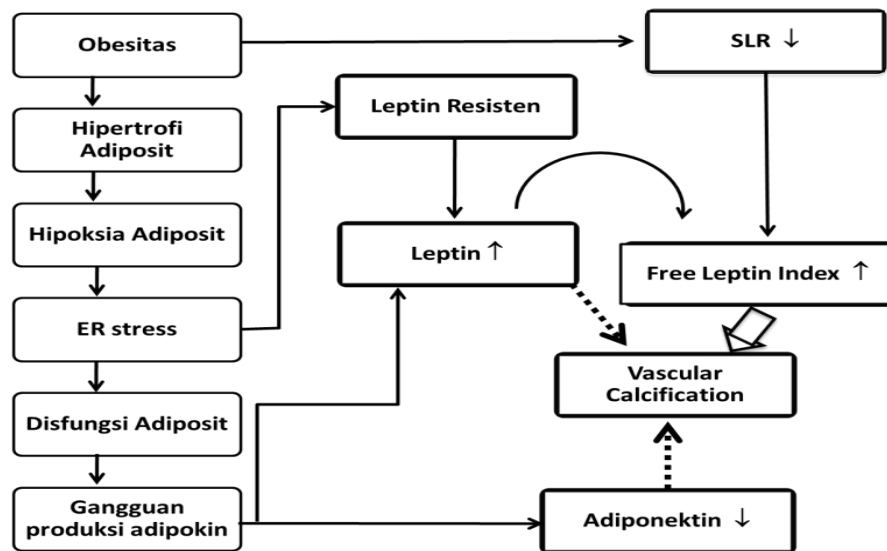 Obesitas
SLR ↓
Leptin Resisten
Hipertrofi
Adiposit
Hipoksia Adiposit
Leptin ↑
Free Leptin Index ↑
ER stress
Vascular
Calcification
Disfungsi Adiposit
Gangguan
produksi adipokin
Adiponektin ↓